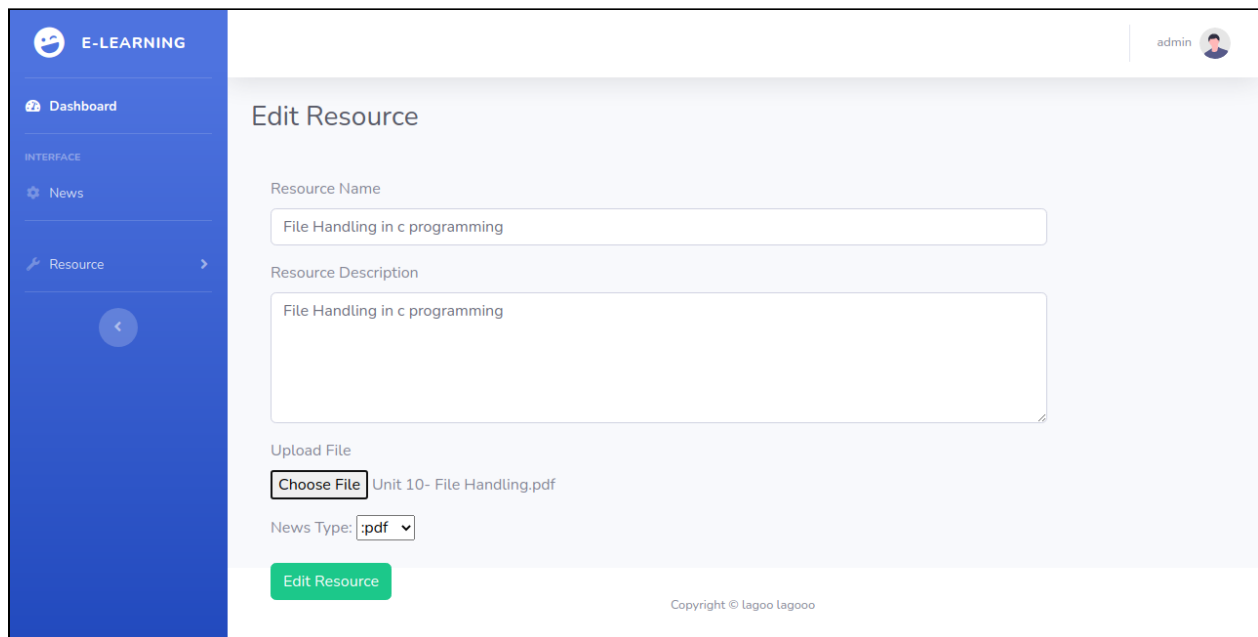 E-LEARNING
admin
Dashboard
INTERFACE
News
Resource
Edit Resource
Resource Name
File Handling in c programming
Resource Description
File Handling in c programming
Upload File
Choose File Unit 10- File Handling.pdf
News Type: :pdf
Edit Resource
Copyright © lagoo lagooo